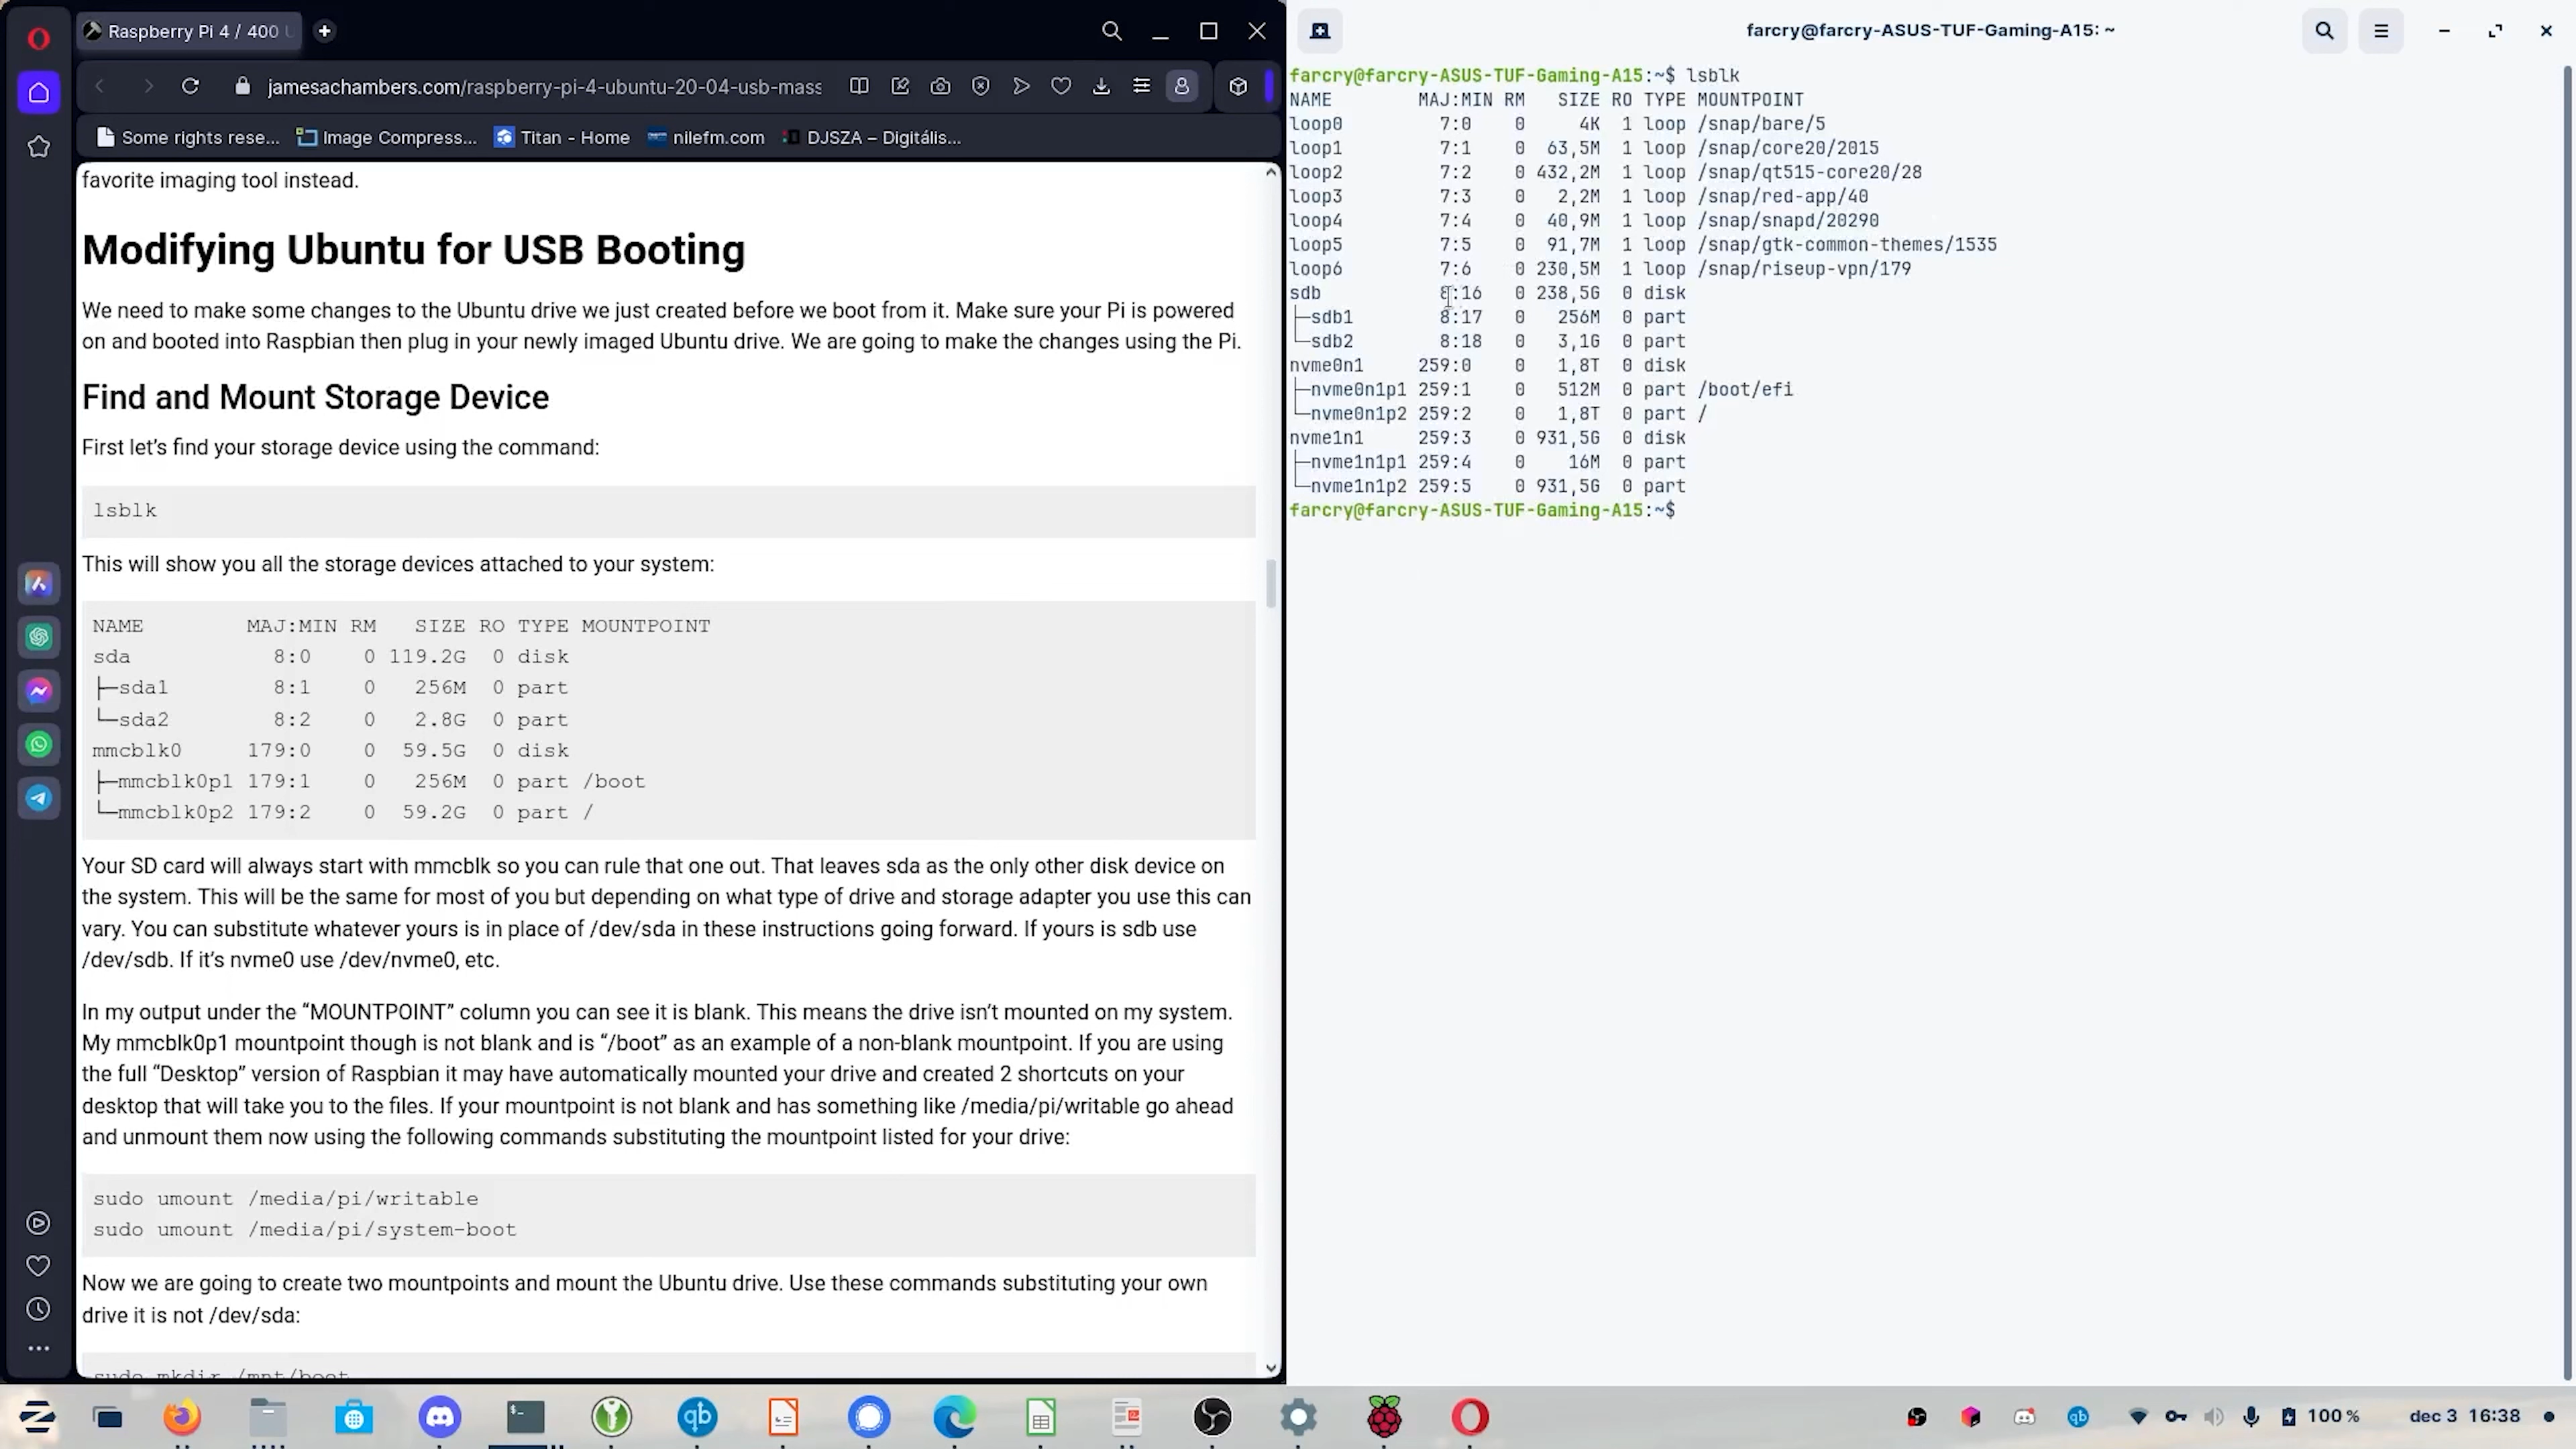 Raspberry Pi 4 / 400 U
jamesachambers.com/raspberry-pi-4-ubuntu-20-04-usb-mass
Some rights rese...
Image Compress...
Titan - Home
nilefm.com
DJSZA – Digitális...
favorite imaging tool instead.
Modifying Ubuntu for USB Booting
We need to make some changes to the Ubuntu drive we just created before we boot from it. Make sure your Pi is powered
on and booted into Raspbian then plug in your newly imaged Ubuntu drive. We are going to make the changes using the Pi.
Find and Mount Storage Device
First let’s find your storage device using the command:
lsblk
This will show you all the storage devices attached to your system:
NAME        MAJ:MIN RM   SIZE RO TYPE MOUNTPOINT
sda           8:0    0 119.2G  0 disk
├─sda1        8:1    0   256M  0 part
└─sda2        8:2    0   2.8G  0 part
mmcblk0     179:0    0  59.5G  0 disk
├─mmcblk0p1 179:1    0   256M  0 part /boot
└─mmcblk0p2 179:2    0  59.2G  0 part /
Your SD card will always start with mmcblk so you can rule that one out. That leaves sda as the only other disk device on
the system. This will be the same for most of you but depending on what type of drive and storage adapter you use this can
vary. You can substitute whatever yours is in place of /dev/sda in these instructions going forward. If yours is sdb use
/dev/sdb. If it’s nvme0 use /dev/nvme0, etc.
In my output under the “MOUNTPOINT” column you can see it is blank. This means the drive isn’t mounted on my system.
My mmcblk0p1 mountpoint though is not blank and is “/boot” as an example of a non-blank mountpoint. If you are using
the full “Desktop” version of Raspbian it may have automatically mounted your drive and created 2 shortcuts on your
desktop that will take you to the files. If your mountpoint is not blank and has something like /media/pi/writable go ahead
and unmount them now using the following commands substituting the mountpoint listed for your drive:
sudo umount /media/pi/writable
sudo umount /media/pi/system-boot
Now we are going to create two mountpoints and mount the Ubuntu drive. Use these commands substituting your own
drive it is not /dev/sda:
sudo mkdir /mnt/boot
farcry@farcry-ASUS-TUF-Gaming-A15: ~
farcry@farcry-ASUS-TUF-Gaming-A15:~$ lsblk
NAME        MAJ:MIN RM   SIZE RO TYPE MOUNTPOINT
loop0         7:0    0     4K  1 loop /snap/bare/5
loop1         7:1    0  63,5M  1 loop /snap/core20/2015
loop2         7:2    0 432,2M  1 loop /snap/qt515-core20/28
loop3         7:3    0   2,2M  1 loop /snap/red-app/40
loop4         7:4    0  40,9M  1 loop /snap/snapd/20290
loop5         7:5    0  91,7M  1 loop /snap/gtk-common-themes/1535
loop6         7:6    0 230,5M  1 loop /snap/riseup-vpn/179
sdb           8:16   0 238,5G  0 disk
├─sdb1        8:17   0   256M  0 part
└─sdb2        8:18   0   3,1G  0 part
nvme0n1     259:0    0   1,8T  0 disk
├─nvme0n1p1 259:1    0   512M  0 part /boot/efi
└─nvme0n1p2 259:2    0   1,8T  0 part /
nvme1n1     259:3    0 931,5G  0 disk
├─nvme1n1p1 259:4    0    16M  0 part
└─nvme1n1p2 259:5    0 931,5G  0 part
farcry@farcry-ASUS-TUF-Gaming-A15:~$
qb
qb
100 %
dec 3 16:38